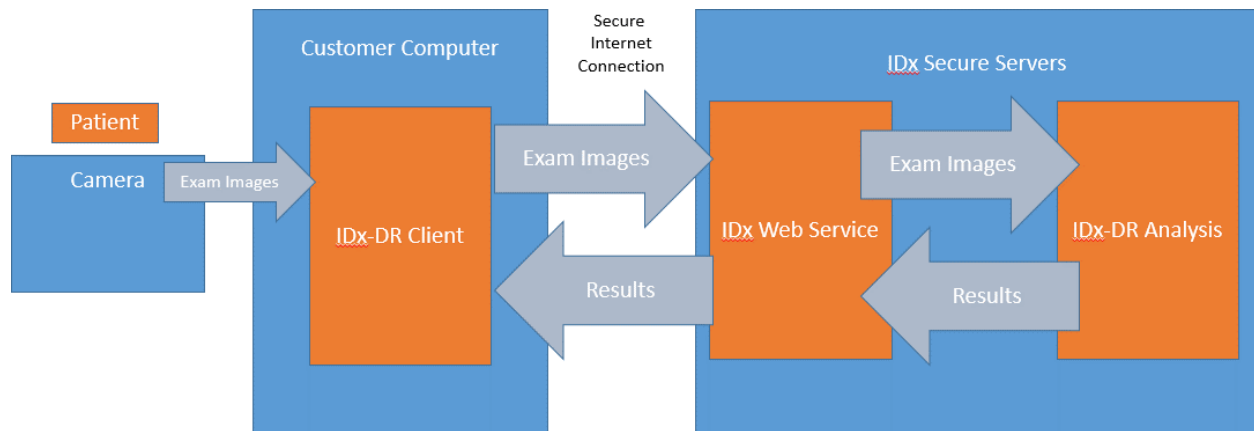 Patient
Camera
Exam Images
Customer Computer
IDx-DR Client
Secure
Internet
Connection
Exam Images
Results
IDx Secure Servers
IDx Web Service
Exam Images
Results
IDx-DR Analysis